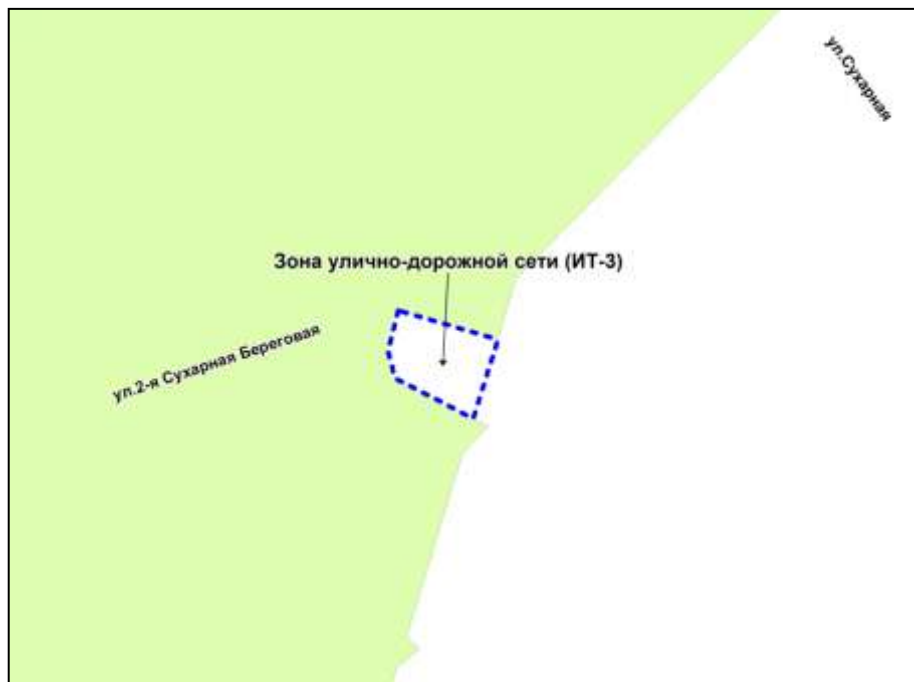 ул.Сухарная
Зона улично-дорожной сети (ИТ-3)
ул.2-я Сухарная Береговая